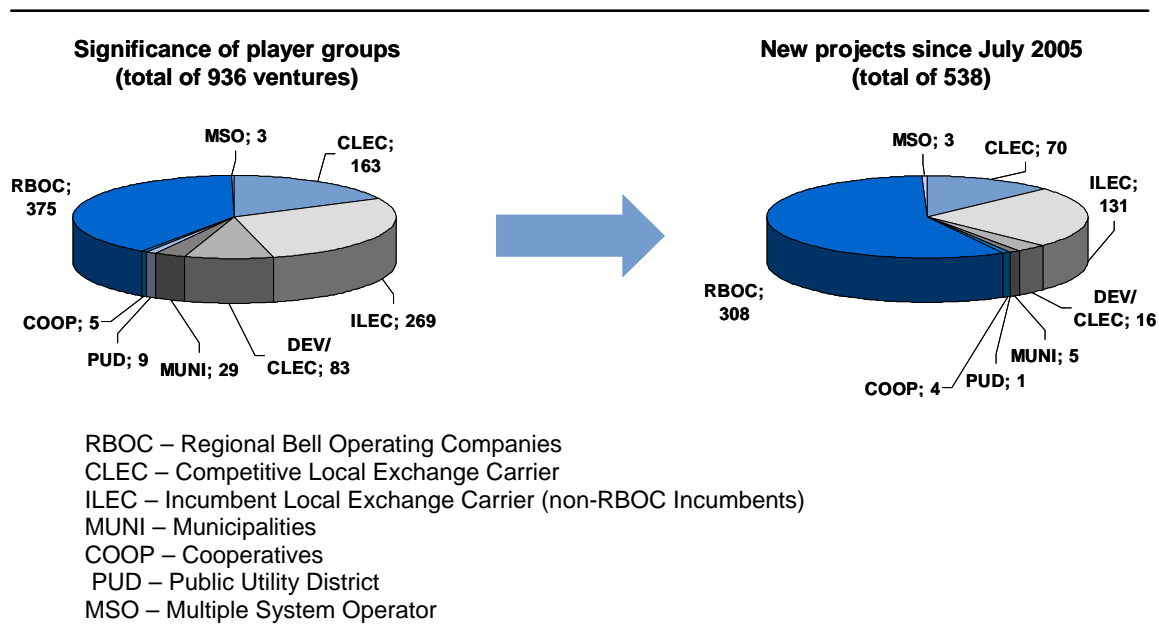 Significance of player groups
(total of 936 ventures)
MSO; 3
CLEC;
163
RBOC;
375
COOP; 5
PUD; 9
MUNI; 29
DEV/
CLEC; 83
ILEC; 269
New projects since July 2005
(total of 538)
MSO; 3
CLEC; 70
ILEC;
131
RBOC;
308
DEV/
CLEC; 16
MUNI; 5
PUD; 1
COOP; 4
RBOC – Regional Bell Operating Companies
CLEC – Competitive Local Exchange Carrier
ILEC – Incumbent Local Exchange Carrier (non-RBOC Incumbents)
MUNI – Municipalities
COOP – Cooperatives
PUD – Public Utility District
MSO – Multiple System Operator